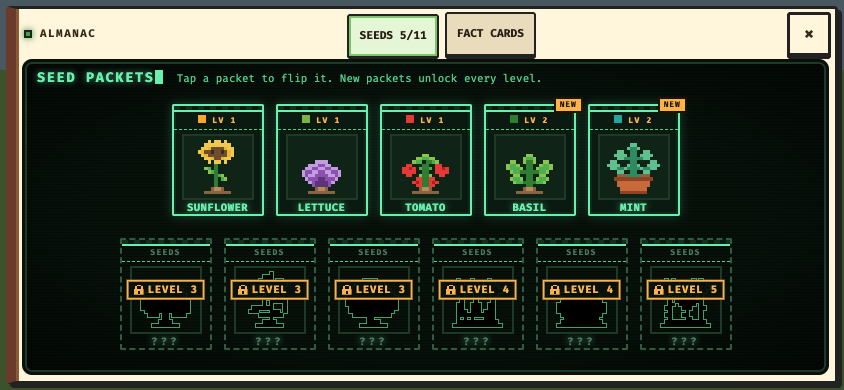 ALMANAC
SEEDS 5/11
FACT CARDS
✖
SEED PACKETS
Tap a packet to flip it. New packets unlock every level.
NEW
NEW
LV 1
LV 1
LV 1
LV 2
LV 2
SUNFLOWER
LETTUCE
TOMATO
BASIL
MINT
SEEDS
SEEDS
SEEDS
SEEDS
SEEDS
SEEDS
LEVEL 3
LEVEL 3
LEVEL 3
LEVEL 4
LEVEL 4
LEVEL 5
???
???
???
???
???
???